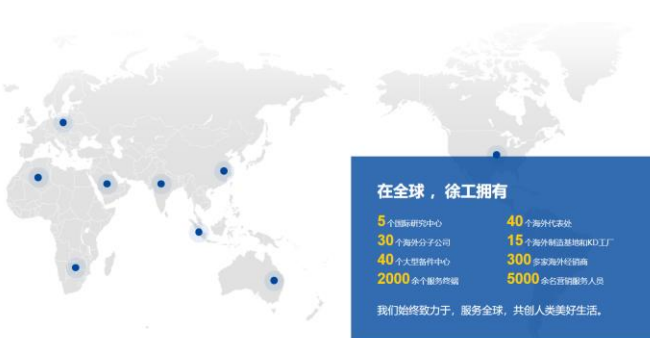 在全球，徐工拥有
5个国际研究中心 40个海外代表处
30个海外分子公司 15个海外制造基地和KD工厂
40个大型备件中心 300多家海外经销商
2000余个服务终端 5000余名营销服务人员
我们始终致力于，服务全球，共创人类美好生活。